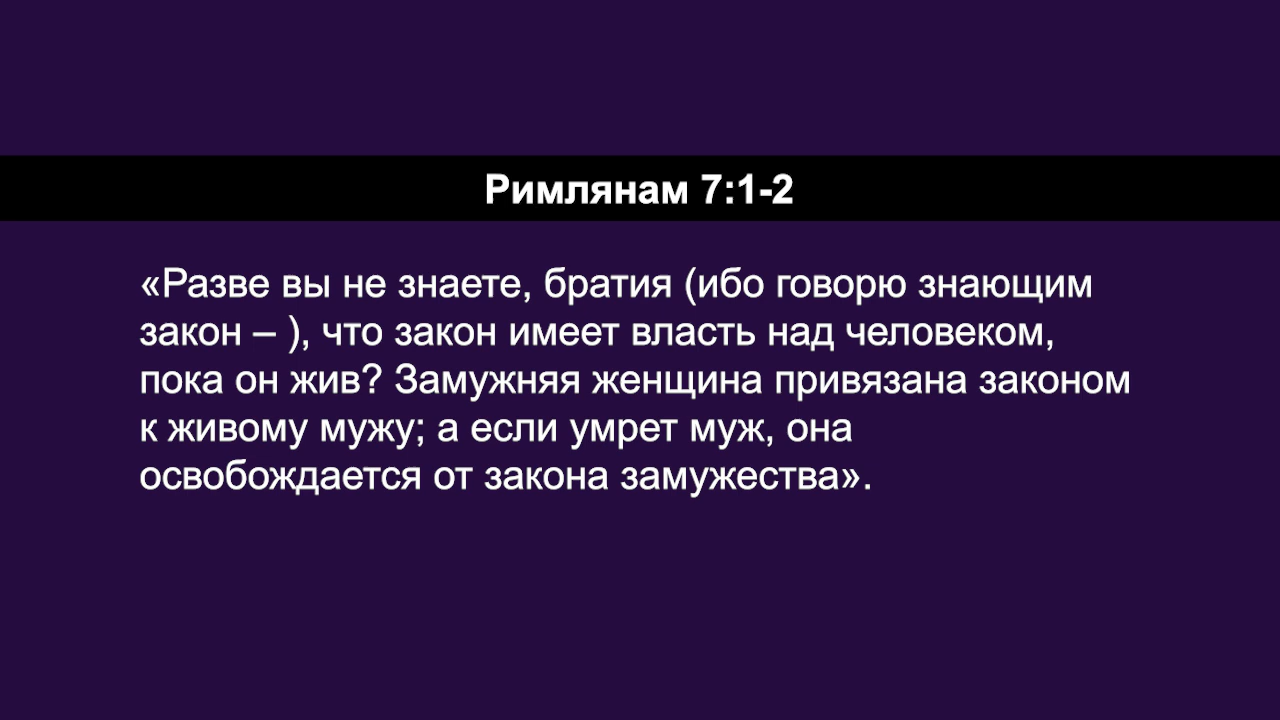 Римлянам 7:1-2
«Разве вы не знаете, братия (ибо говорю знающим
закон – ), что закон имеет власть над человеком,
пока он жив? Замужняя женщина привязана законом
к живому мужу; а если умрет муж, она
освобождается от закона замужества».